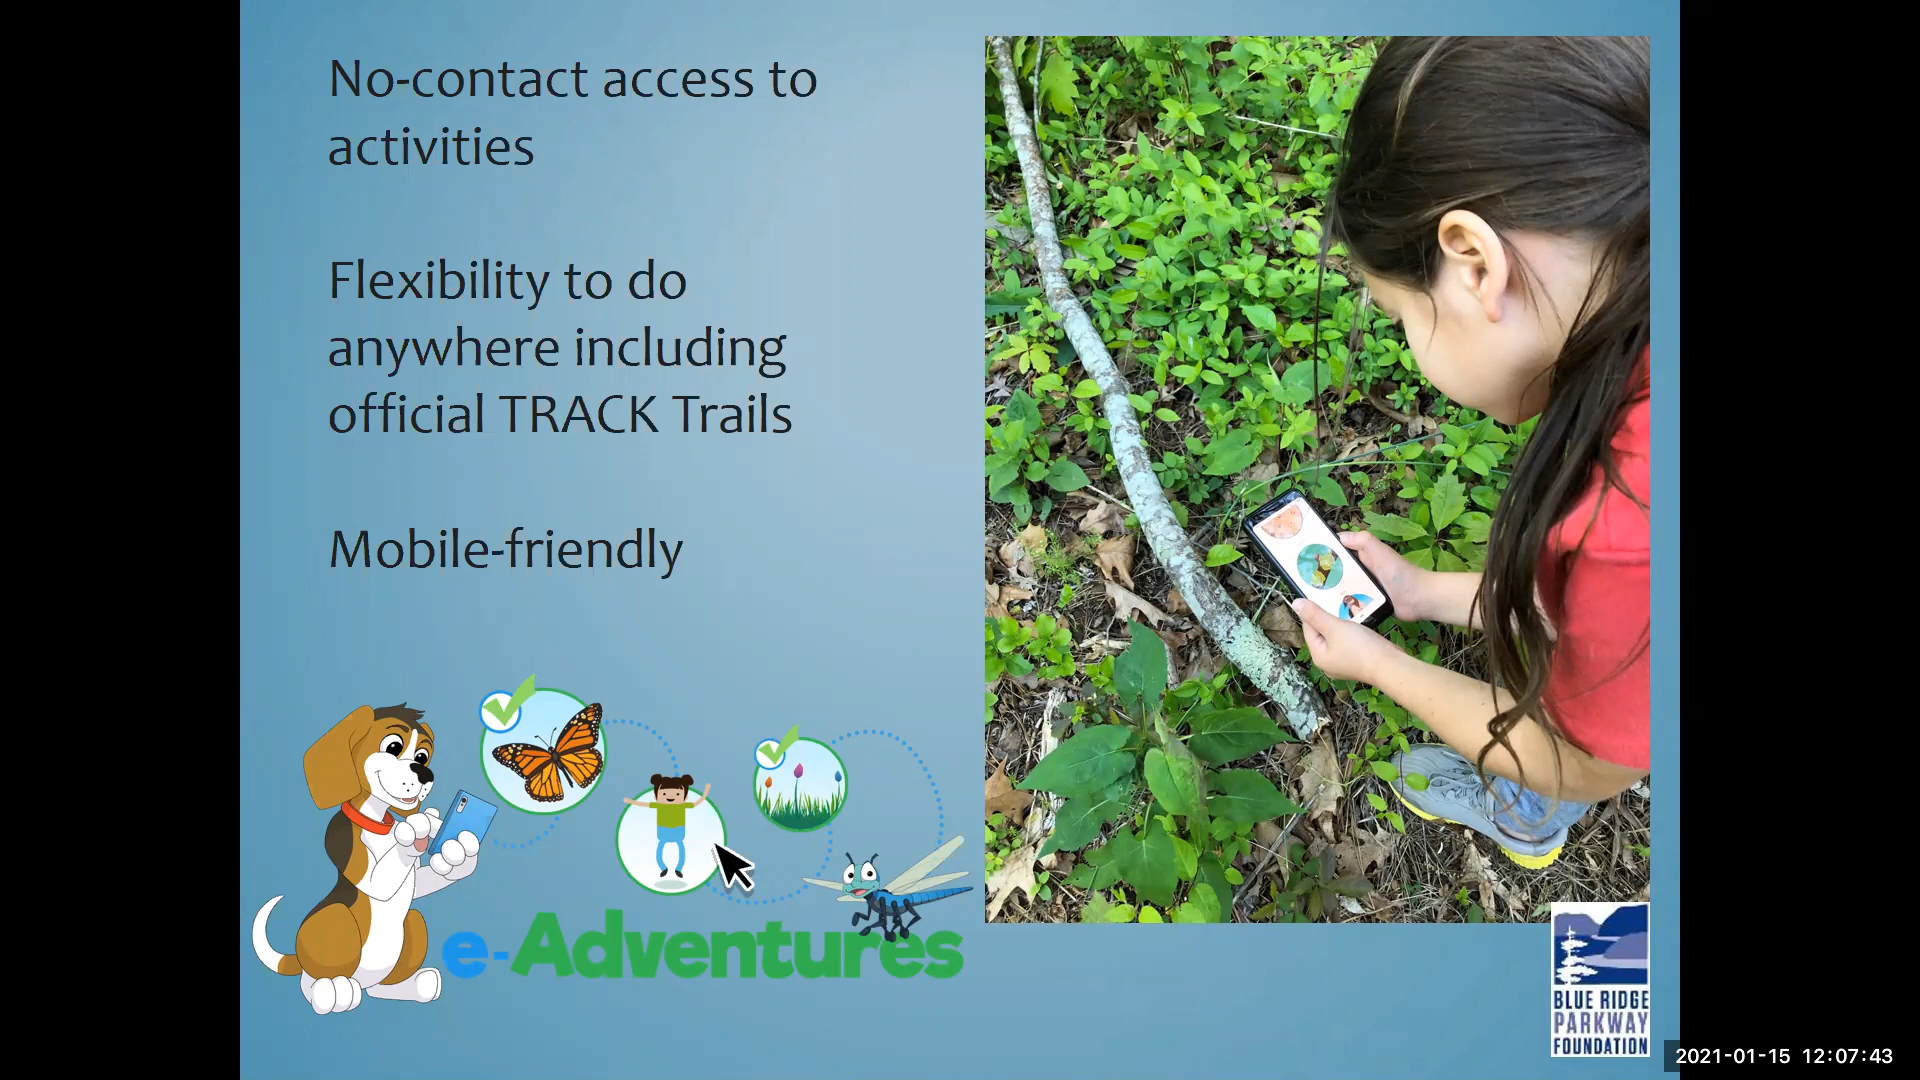 No-contact access to
activities
Flexibility to do
anywhere including
official TRACK Trails
Mobile-friendly
e-Adventures
BLUE RIDGE
PARKWAY
FOUNDATION
2021-01-15 12:07:43